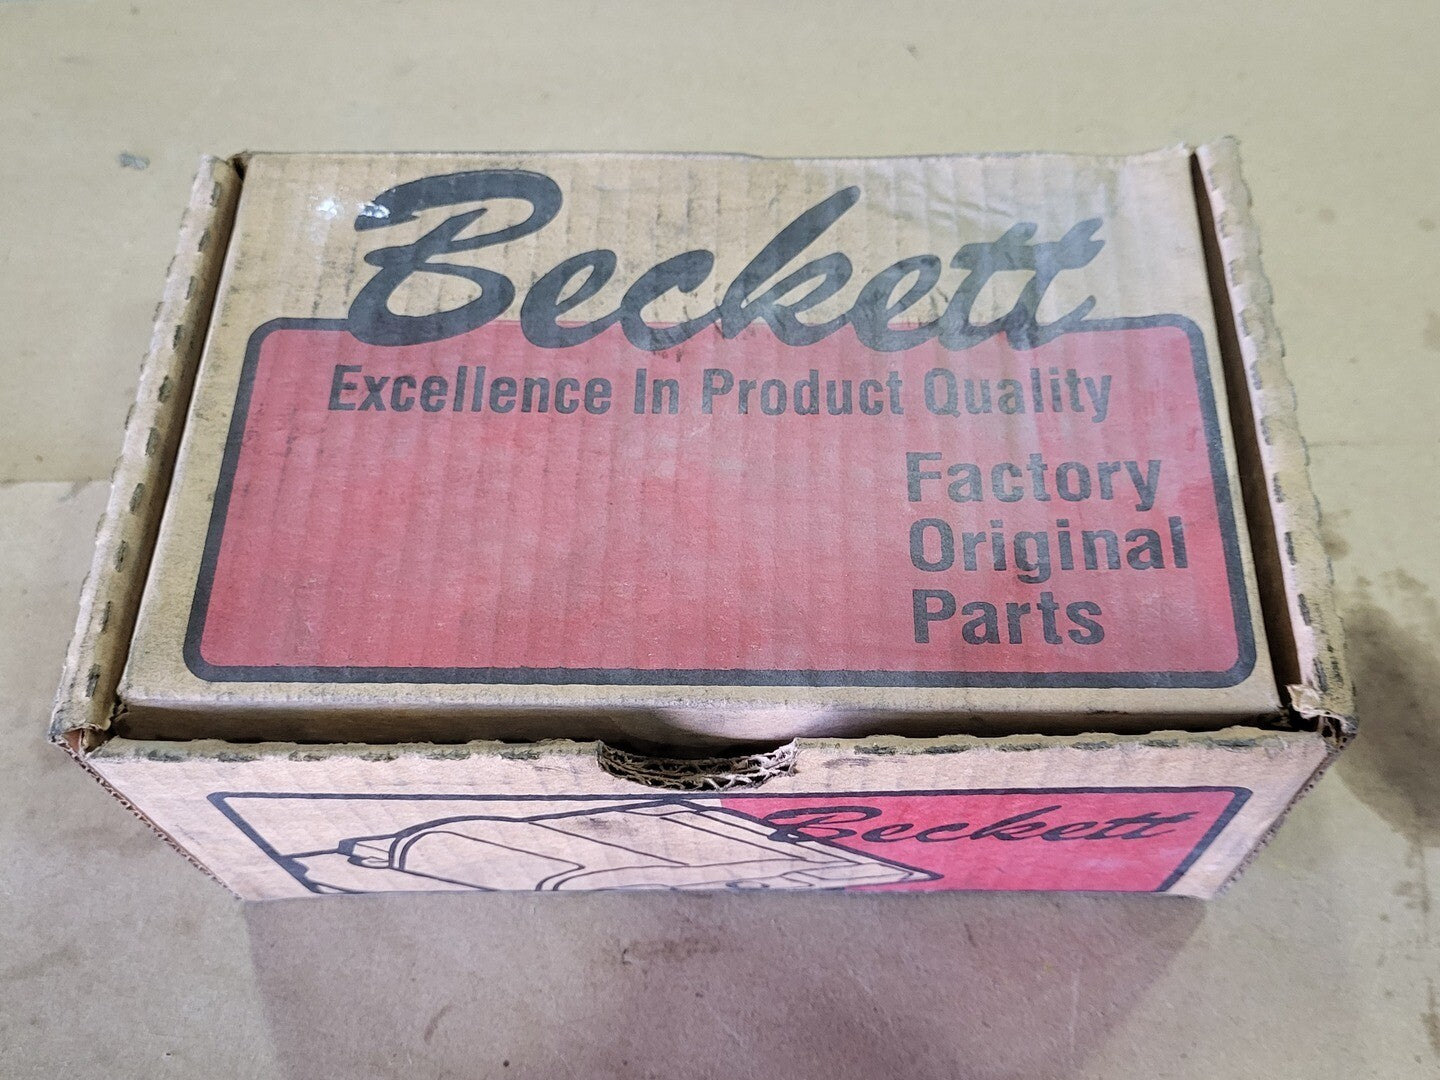 Beckett
Excellence In Product Quality
Factory
Original
Parts
Beckett